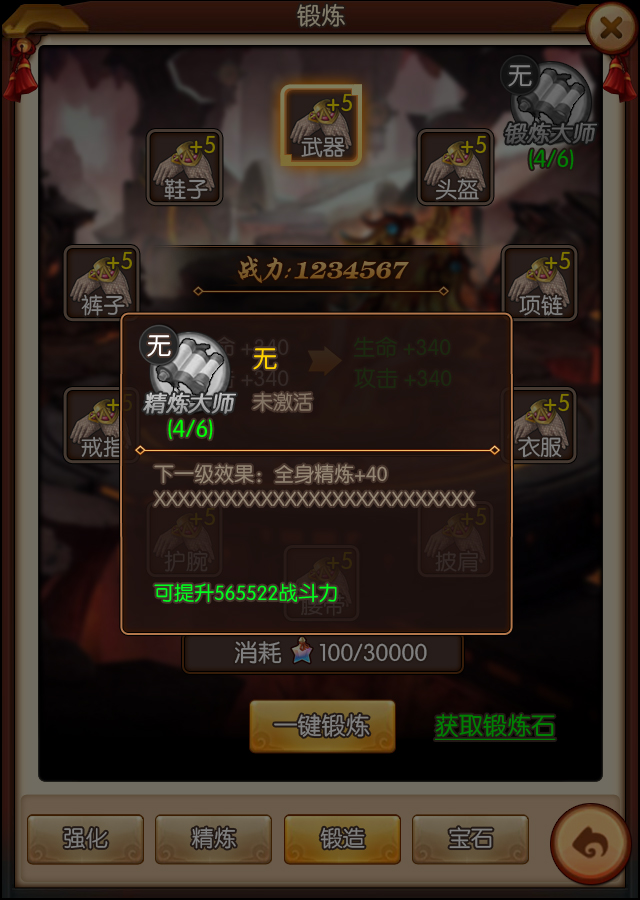 锻炼
无
锻炼大师
(4/6)
+5
武器
+5
鞋子
+5
头盔
战力:1234567
+5
裤子
+5
项链
命 +340
生命 +340
击 +340
攻击 +340
无
精炼大师
(4/6)
无
未激活
+5
戒指
+5
衣服
下一级效果：全身精炼+40
XXXXXXXXXXXXXXXXXXXXXXXXXX
+5
护腕
+5
披肩
+5
腰带
可提升565522战斗力
消耗 100/30000
一键锻炼
获取锻炼石
强化
精炼
锻造
宝石